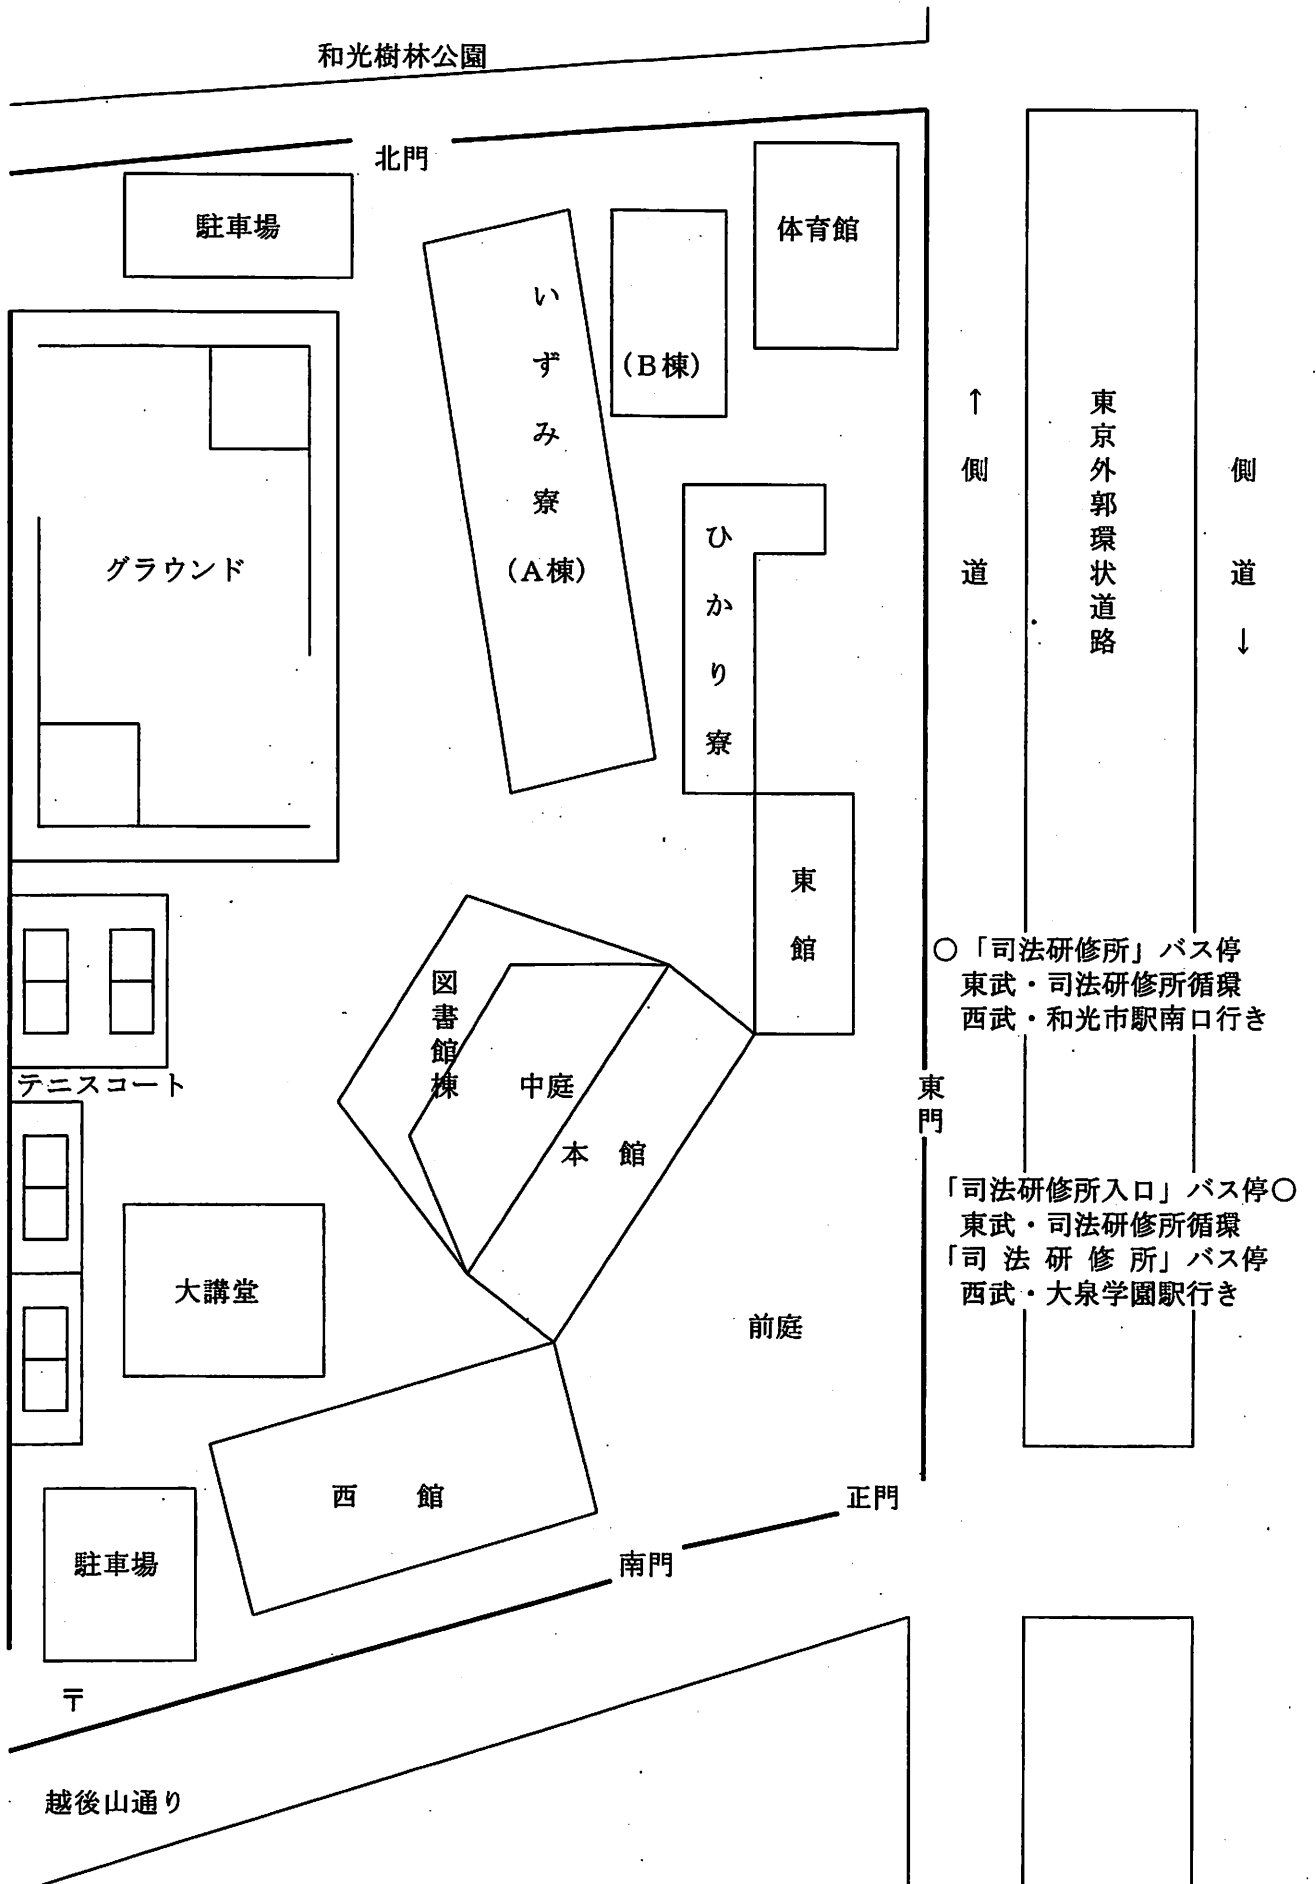 和光樹林公園
北門
駐車場
いずみ寮
(A棟)
(B棟)
体育館
グラウンド
ひかり寮
↑側道
東京外郭環状道路
側道↓
東館
○「司法研修所」バス停
東武・司法研修所循環
西武・和光市駅南口行き
図書館棟
中庭
本館
テニスコート
東門
「司法研修所入口」バス停○
東武・司法研修所循環
「司法研修所」バス停
西武・大泉学園駅行き
大講堂
前庭
西館
正門
南門
駐車場
〒
越後山通り